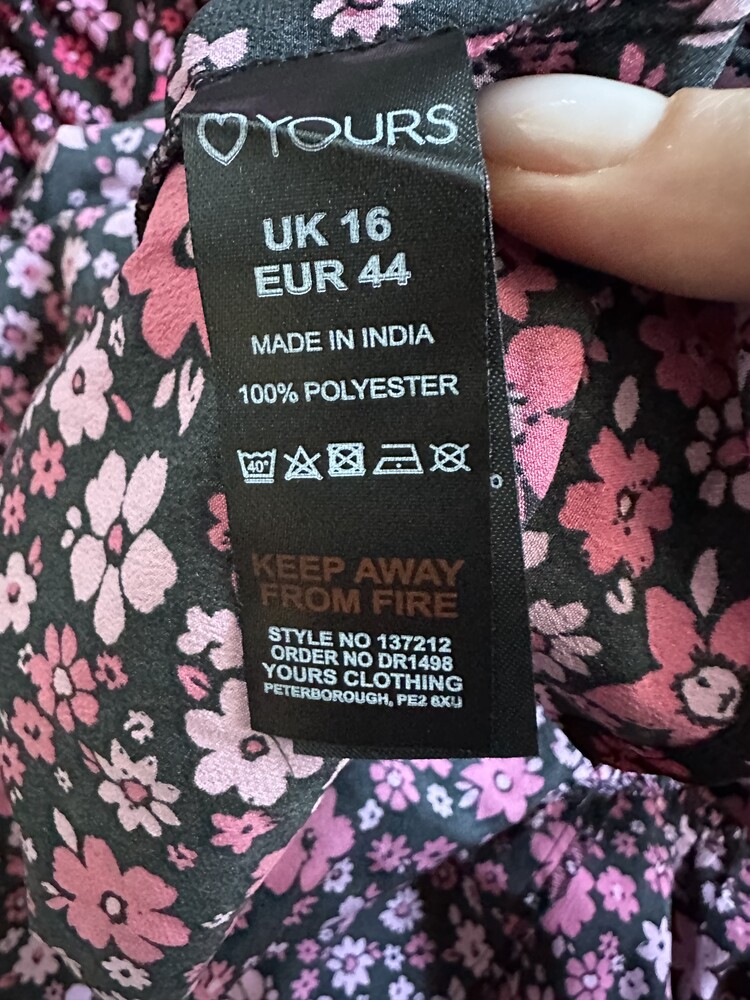 YOURS
UK 16
EUR 44
MADE IN INDIA
100% POLYESTER
40°
KEEP AWAY
FROM FIRE
STYLE NO 137212
ORDER NO DR1498
YOURS CLOTHING
PETERBOROUGH, PE2 6XU